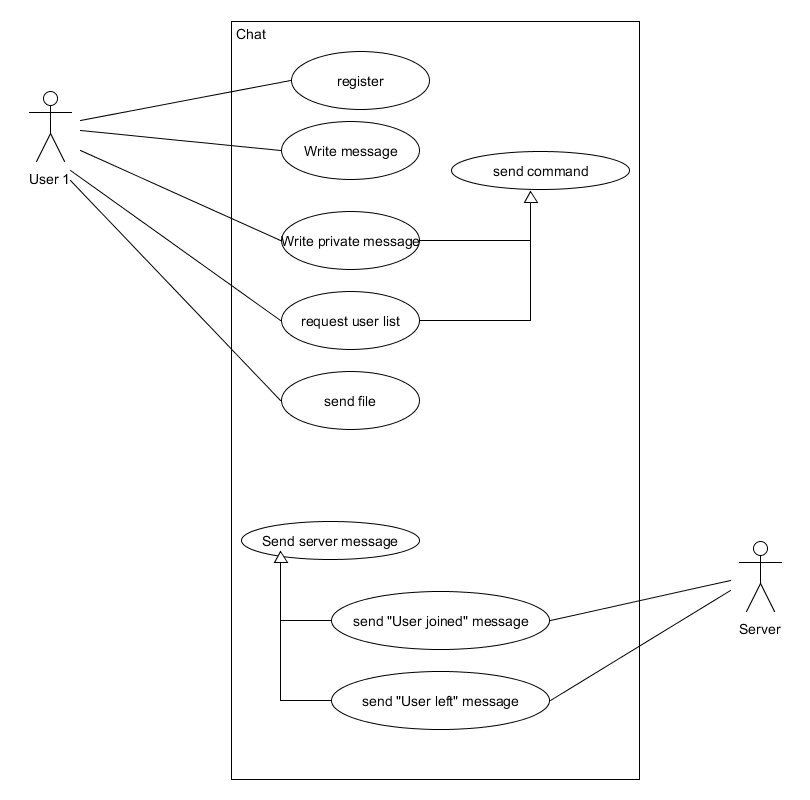 Chat
register
Write message
send command
User 1
Write private message
request user list
send file
Send server message
send "User joined" message
Server
send "User left" message